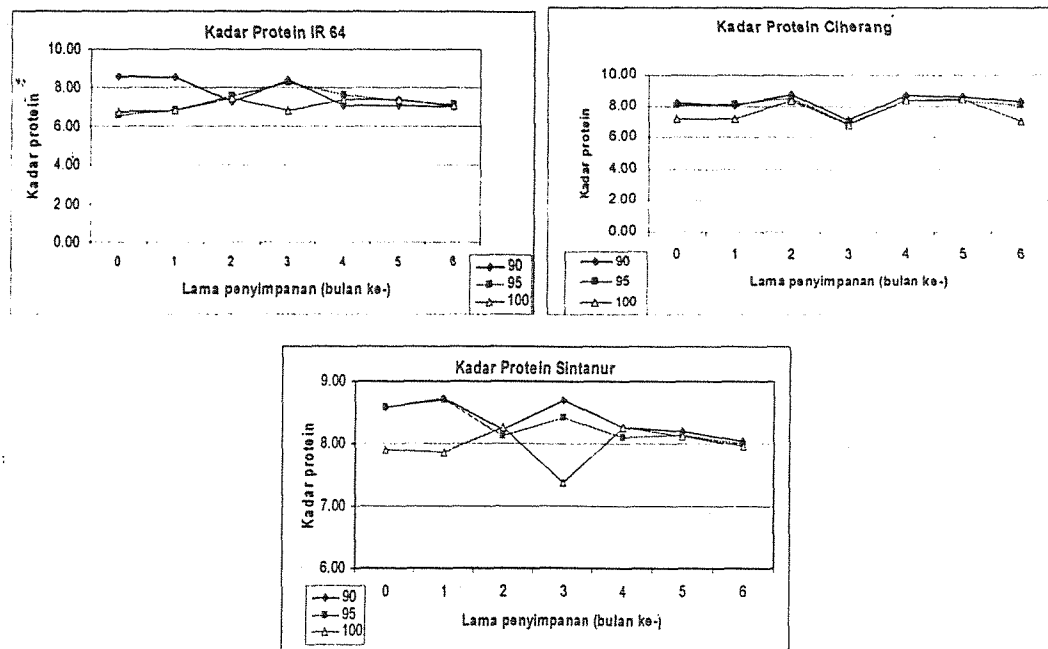 Kadar Protein IR 64
10.00
8.00
6.00
4.00
2.00
0.00
Kadar protein
0 1 2 3 4 5 6
Lama penyimpanan (bulan ke-)
90
95
100
Kadar Protein Ciherang
10.00
8.00
6.00
4.00
2.00
0.00
Kadar protein
0 1 2 3 4 5 6
Lama penyimpanan (bulan ke-)
90
95
100
Kadar Protein Sintanur
9.00
8.00
7.00
6.00
Kadar protein
0 1 2 3 4 5 6
Lama penyimpanan (bulan ke-)
90
95
100